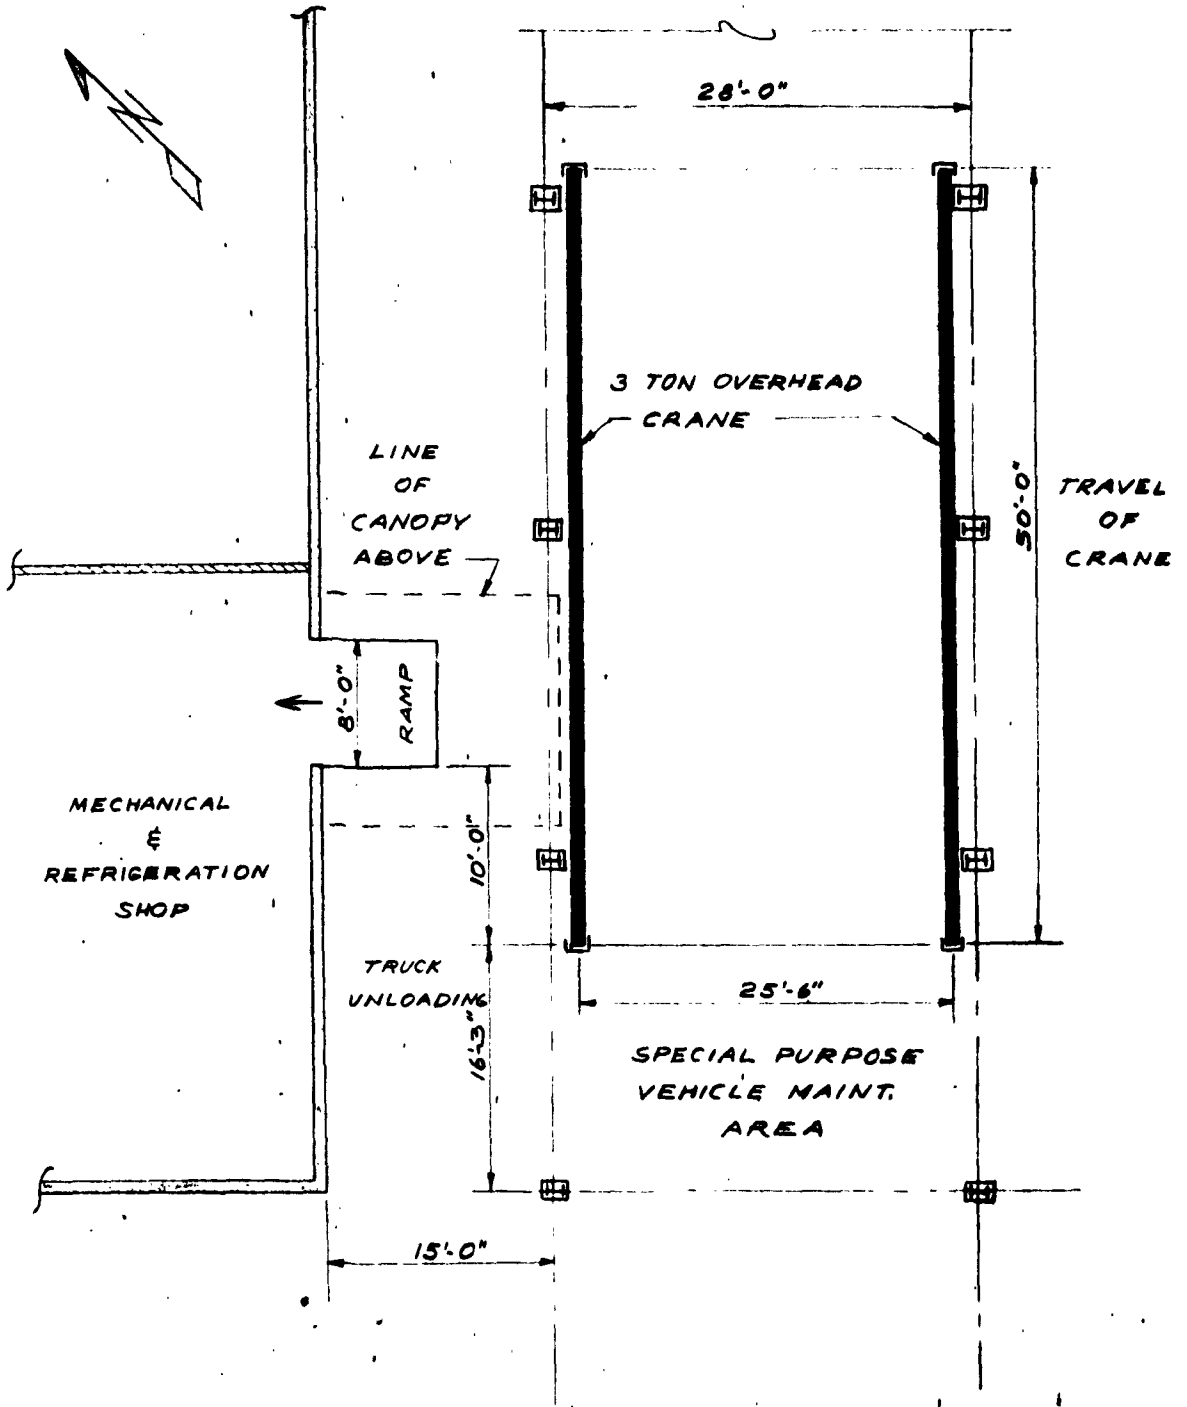 N
28'-0"
3 TON OVERHEAD
CRANE
LINE
OF
CANOPY
ABOVE
50'-0"
TRAVEL
OF
CRANE
8'-0"
RAMP
MECHANICAL
&
REFRIGERATION
SHOP
10'-0"
TRUCK
UNLOADING
16'-3"
25'-6"
SPECIAL PURPOSE
VEHICLE MAINT.
AREA
15'-0"